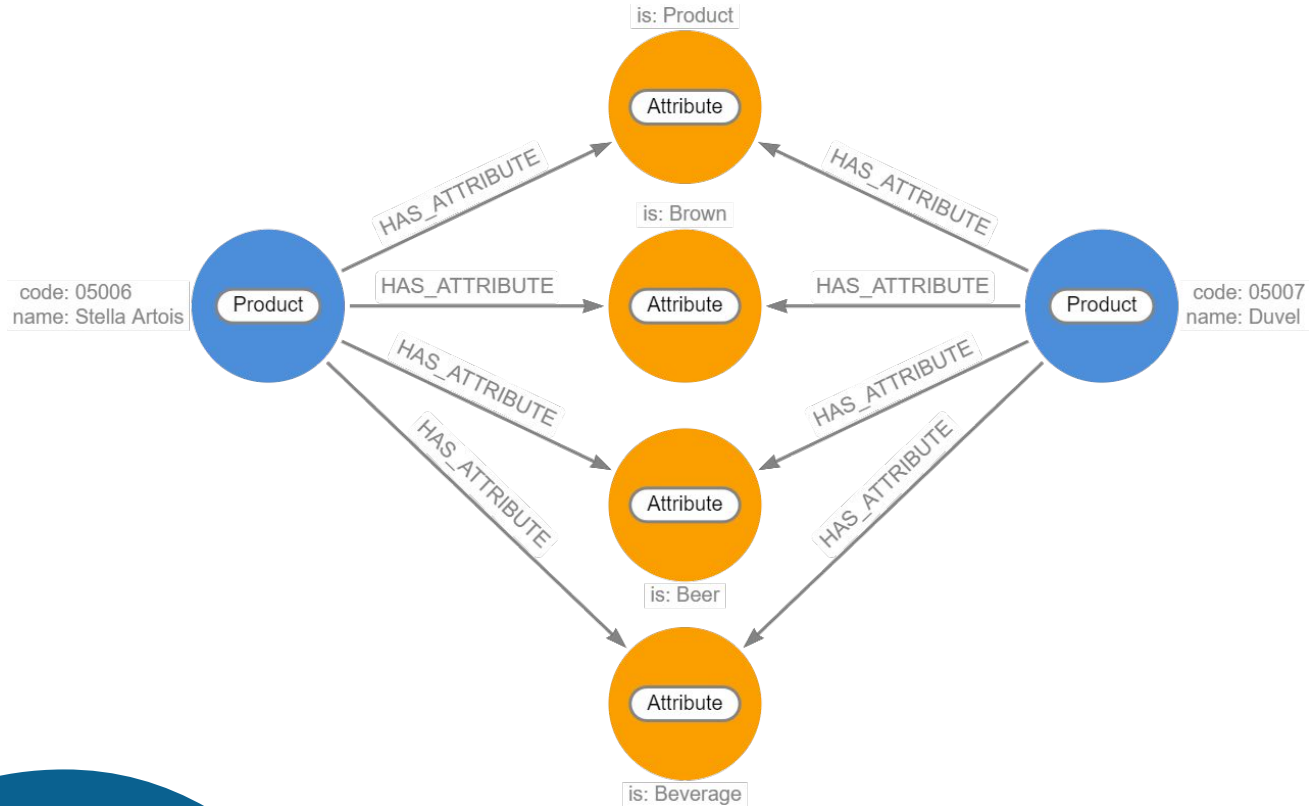 is: Product
Attribute
HAS_ATTRIBUTE
HAS_ATTRIBUTE
is: Brown
code: 05006
name: Stella Artois
Product
HAS_ATTRIBUTE
Attribute
HAS_ATTRIBUTE
Product
code: 05007
name: Duvel
HAS_ATTRIBUTE
HAS_ATTRIBUTE
HAS_ATTRIBUTE
HAS_ATTRIBUTE
Attribute
is: Beer
Attribute
is: Beverage